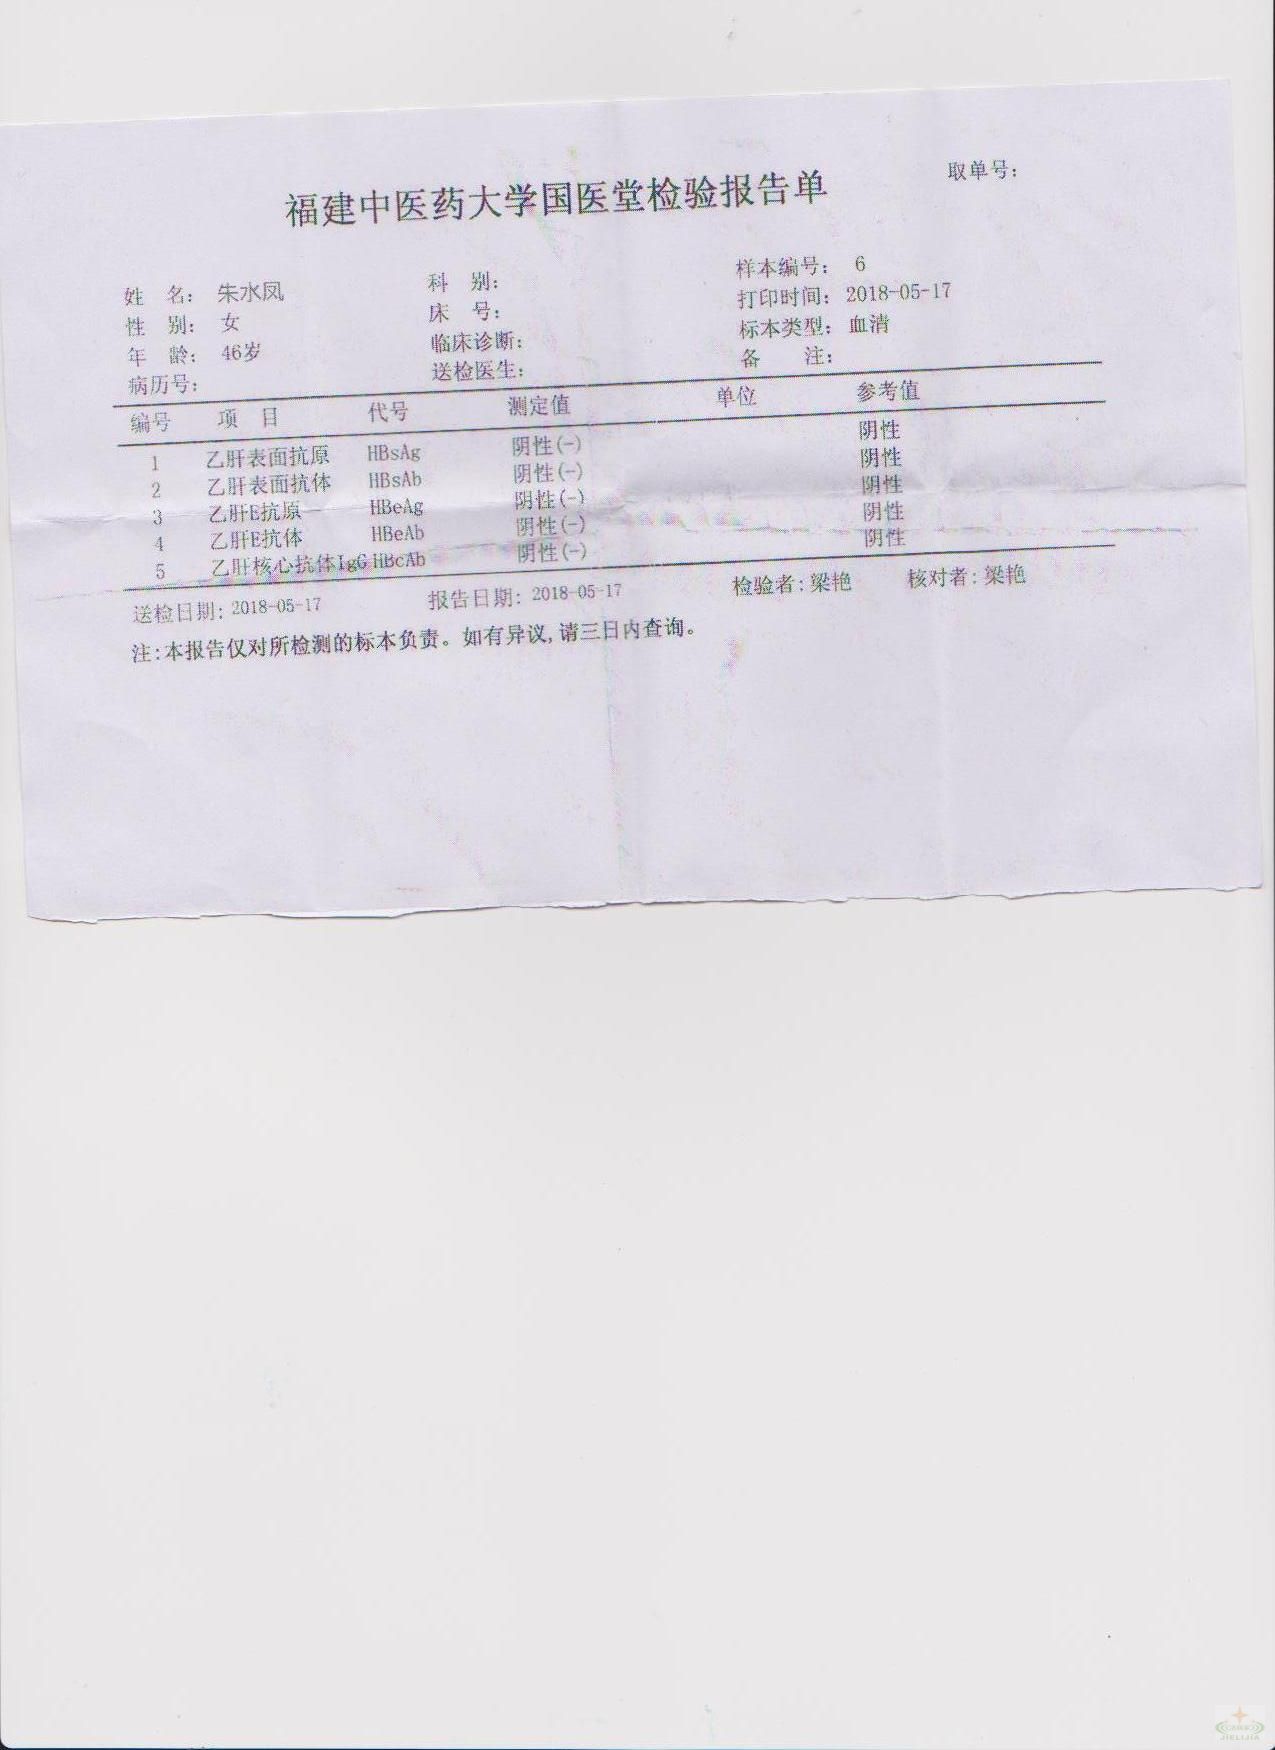 取单号：
福建中医药大学国医堂检验报告单
姓 名： 朱水凤 科 别： 样本编号： 6
性 别： 女 床 号： 打印时间： 2018-05-17
年 龄： 46岁 临床诊断： 标本类型： 血清
病历号： 送检医生： 备 注：
编号 项 目 代号 测定值 单位 参考值
1 乙肝表面抗原 HBsAg 阴性(-) 阴性
2 乙肝表面抗体 HBsAb 阴性(-) 阴性
3 乙肝E抗原 HBeAg 阴性(-) 阴性
4 乙肝E抗体 HBeAb 阴性(-) 阴性
5 乙肝核心抗体IgG HBcAb 阴性(-) 阴性
送检日期：2018-05-17 报告日期：2018-05-17 检验者：梁艳 核对者：梁艳
注：本报告仅对所检测的标本负责。如有异议，请三日内查询。
JIELIJIA